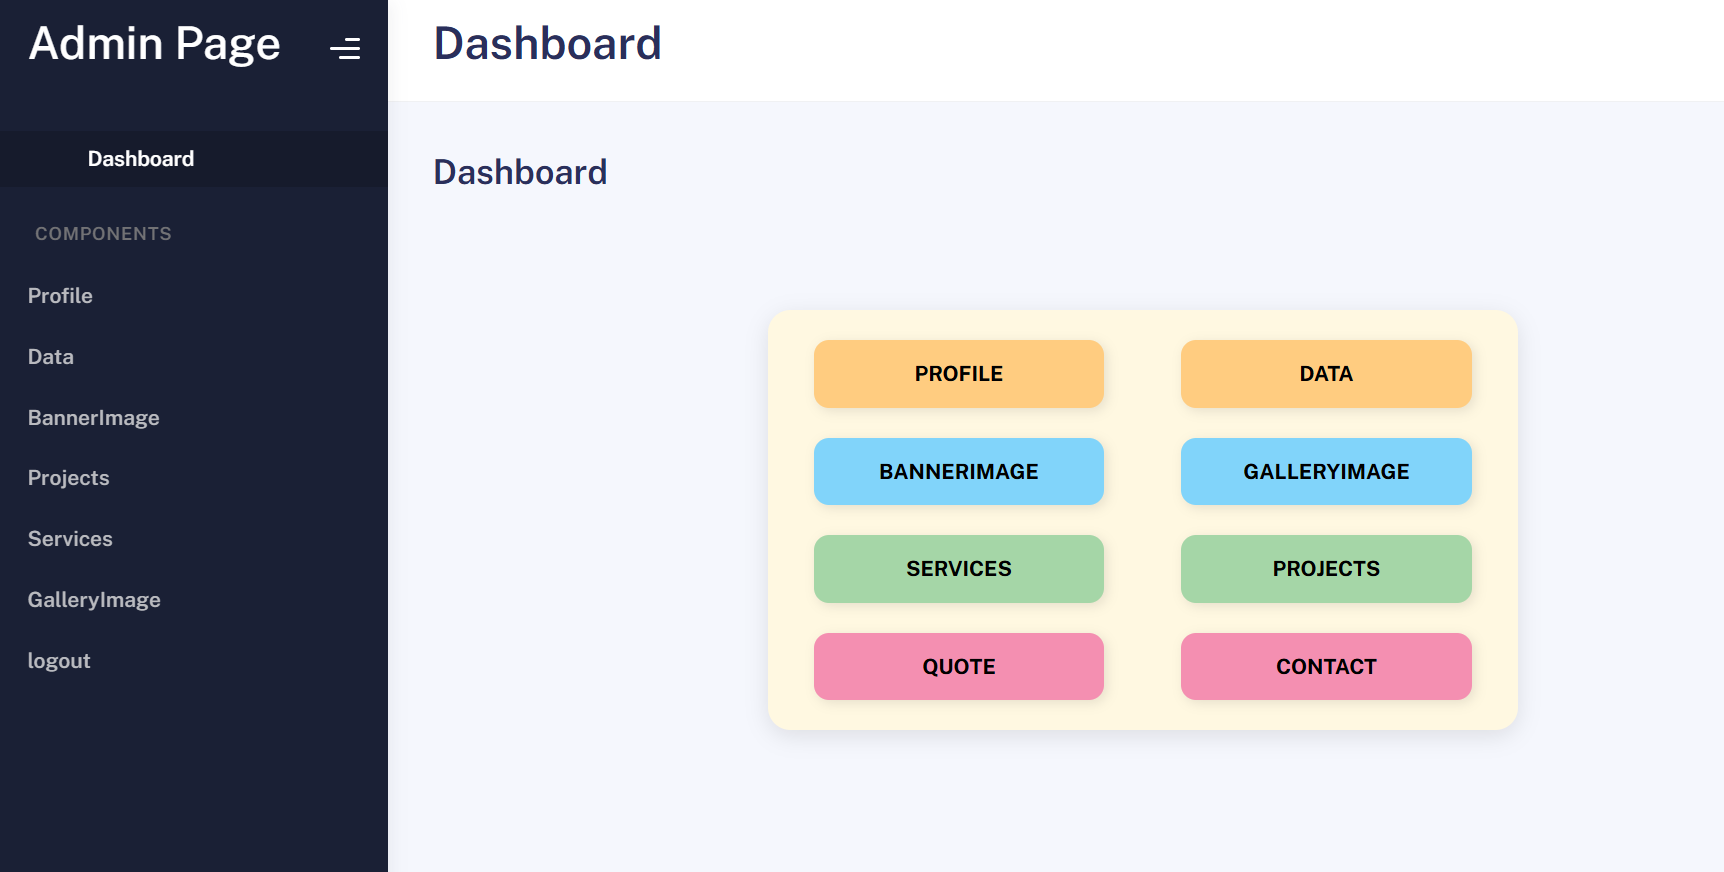 Admin Page
Dashboard
COMPONENTS
Profile
Data
BannerImage
Projects
Services
GalleryImage
logout
Dashboard
Dashboard
PROFILE DATA
BANNERIMAGE GALLERYIMAGE
SERVICES PROJECTS
QUOTE CONTACT